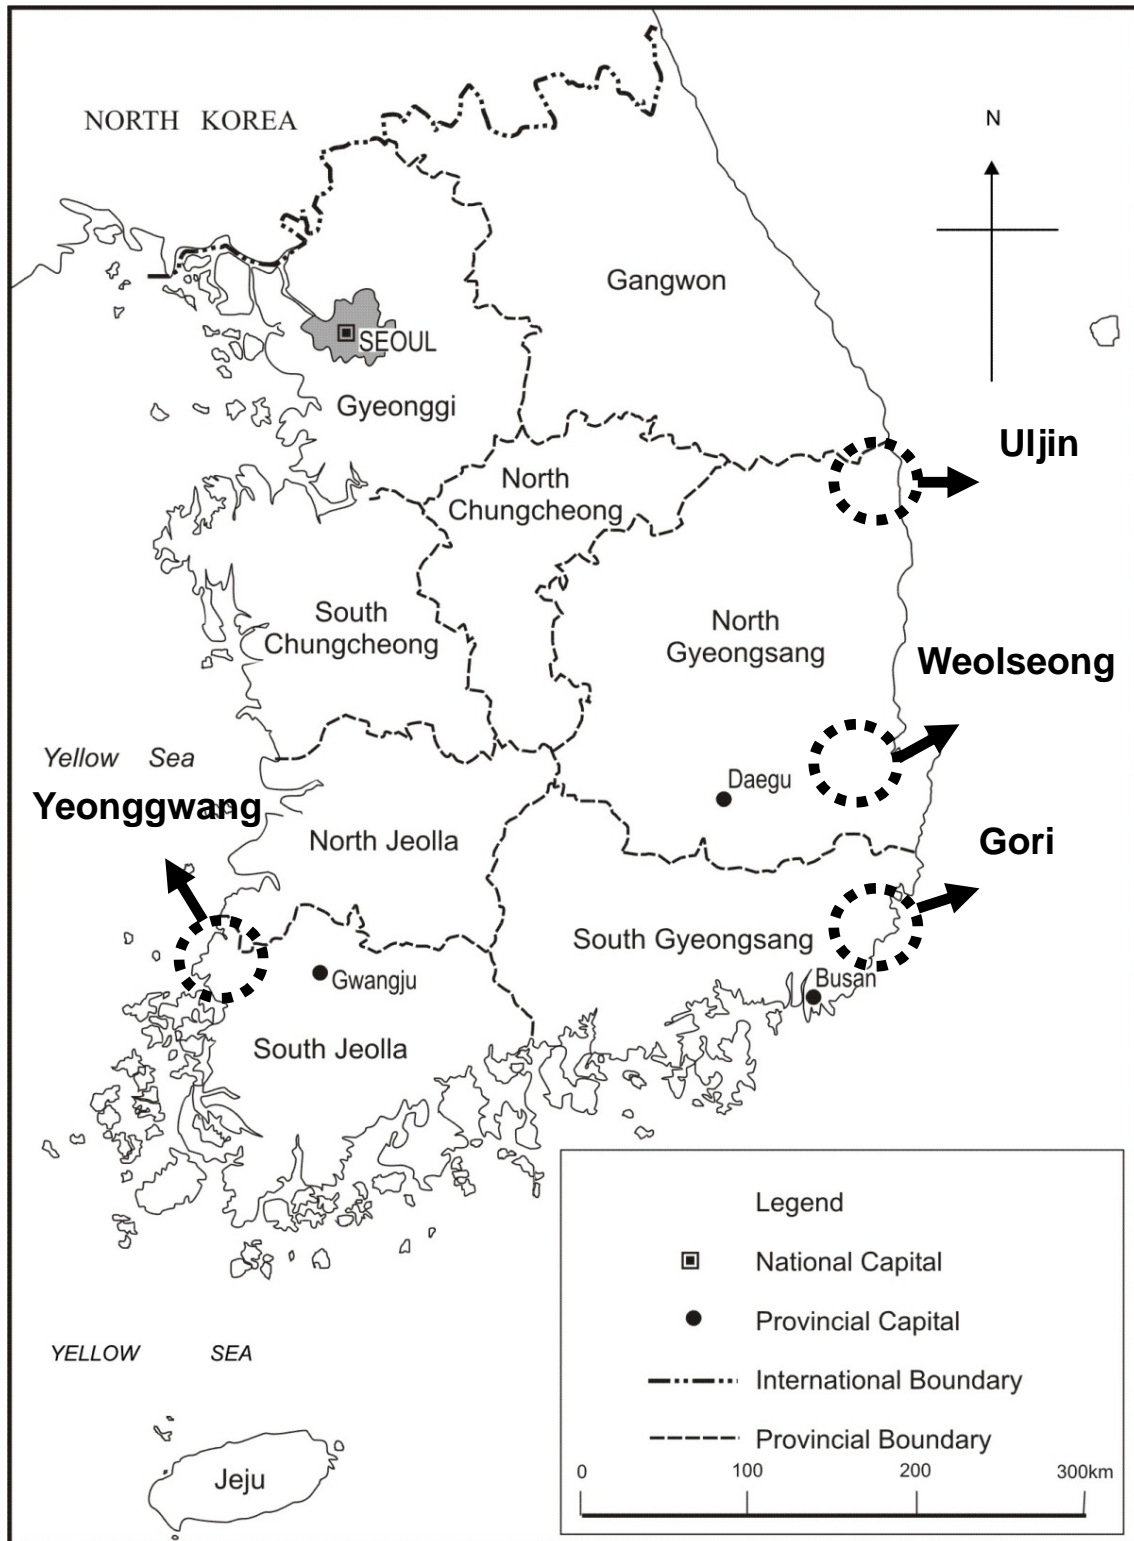 NORTH KOREA
N
Gangwon
SEOUL
Gyeonggi
Uljin
North
Chungcheong
South
Chungcheong
North
Gyeongsang
Weolseong
Yellow Sea
Daegu
Yeonggwang
North Jeolla
Gori
South Gyeongsang
Gwangju
Busan
South Jeolla
Legend
National Capital
Provincial Capital
YELLOW SEA
International Boundary
Provincial Boundary
0 100 200 300km
Jeju